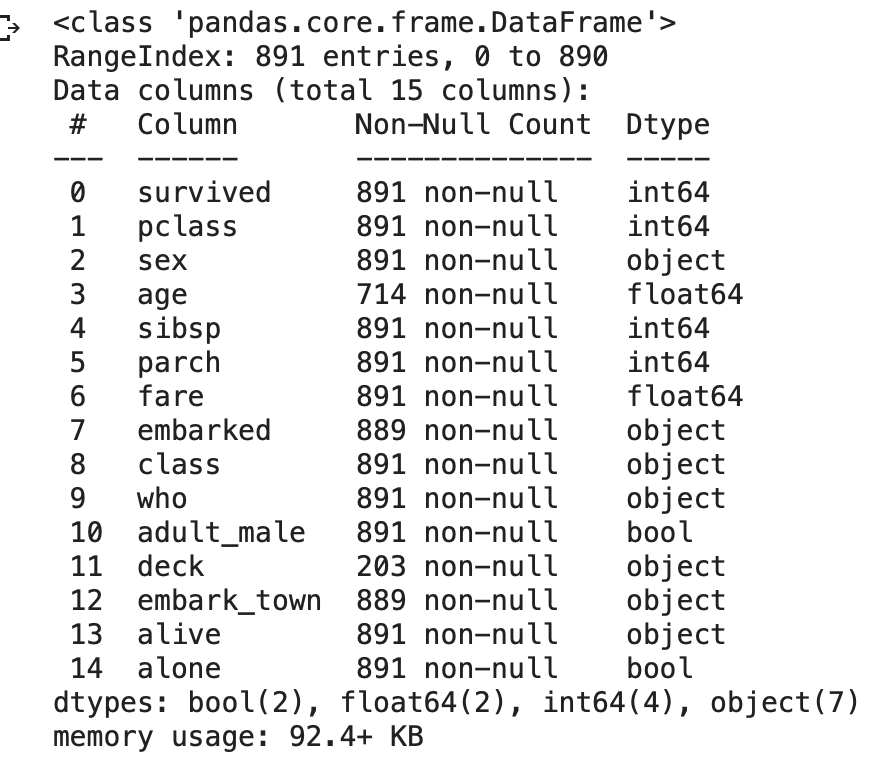 <class 'pandas.core.frame.DataFrame'>
RangeIndex: 891 entries, 0 to 890
Data columns (total 15 columns):
 #   Column       Non-Null Count  Dtype
---  ------       --------------  -----
 0   survived     891 non-null    int64
 1   pclass       891 non-null    int64
 2   sex          891 non-null    object
 3   age          714 non-null    float64
 4   sibsp        891 non-null    int64
 5   parch        891 non-null    int64
 6   fare         891 non-null    float64
 7   embarked     889 non-null    object
 8   class        891 non-null    object
 9   who          891 non-null    object
 10  adult_male   891 non-null    bool
 11  deck         203 non-null    object
 12  embark_town  889 non-null    object
 13  alive        891 non-null    object
 14  alone        891 non-null    bool
dtypes: bool(2), float64(2), int64(4), object(7)
memory usage: 92.4+ KB